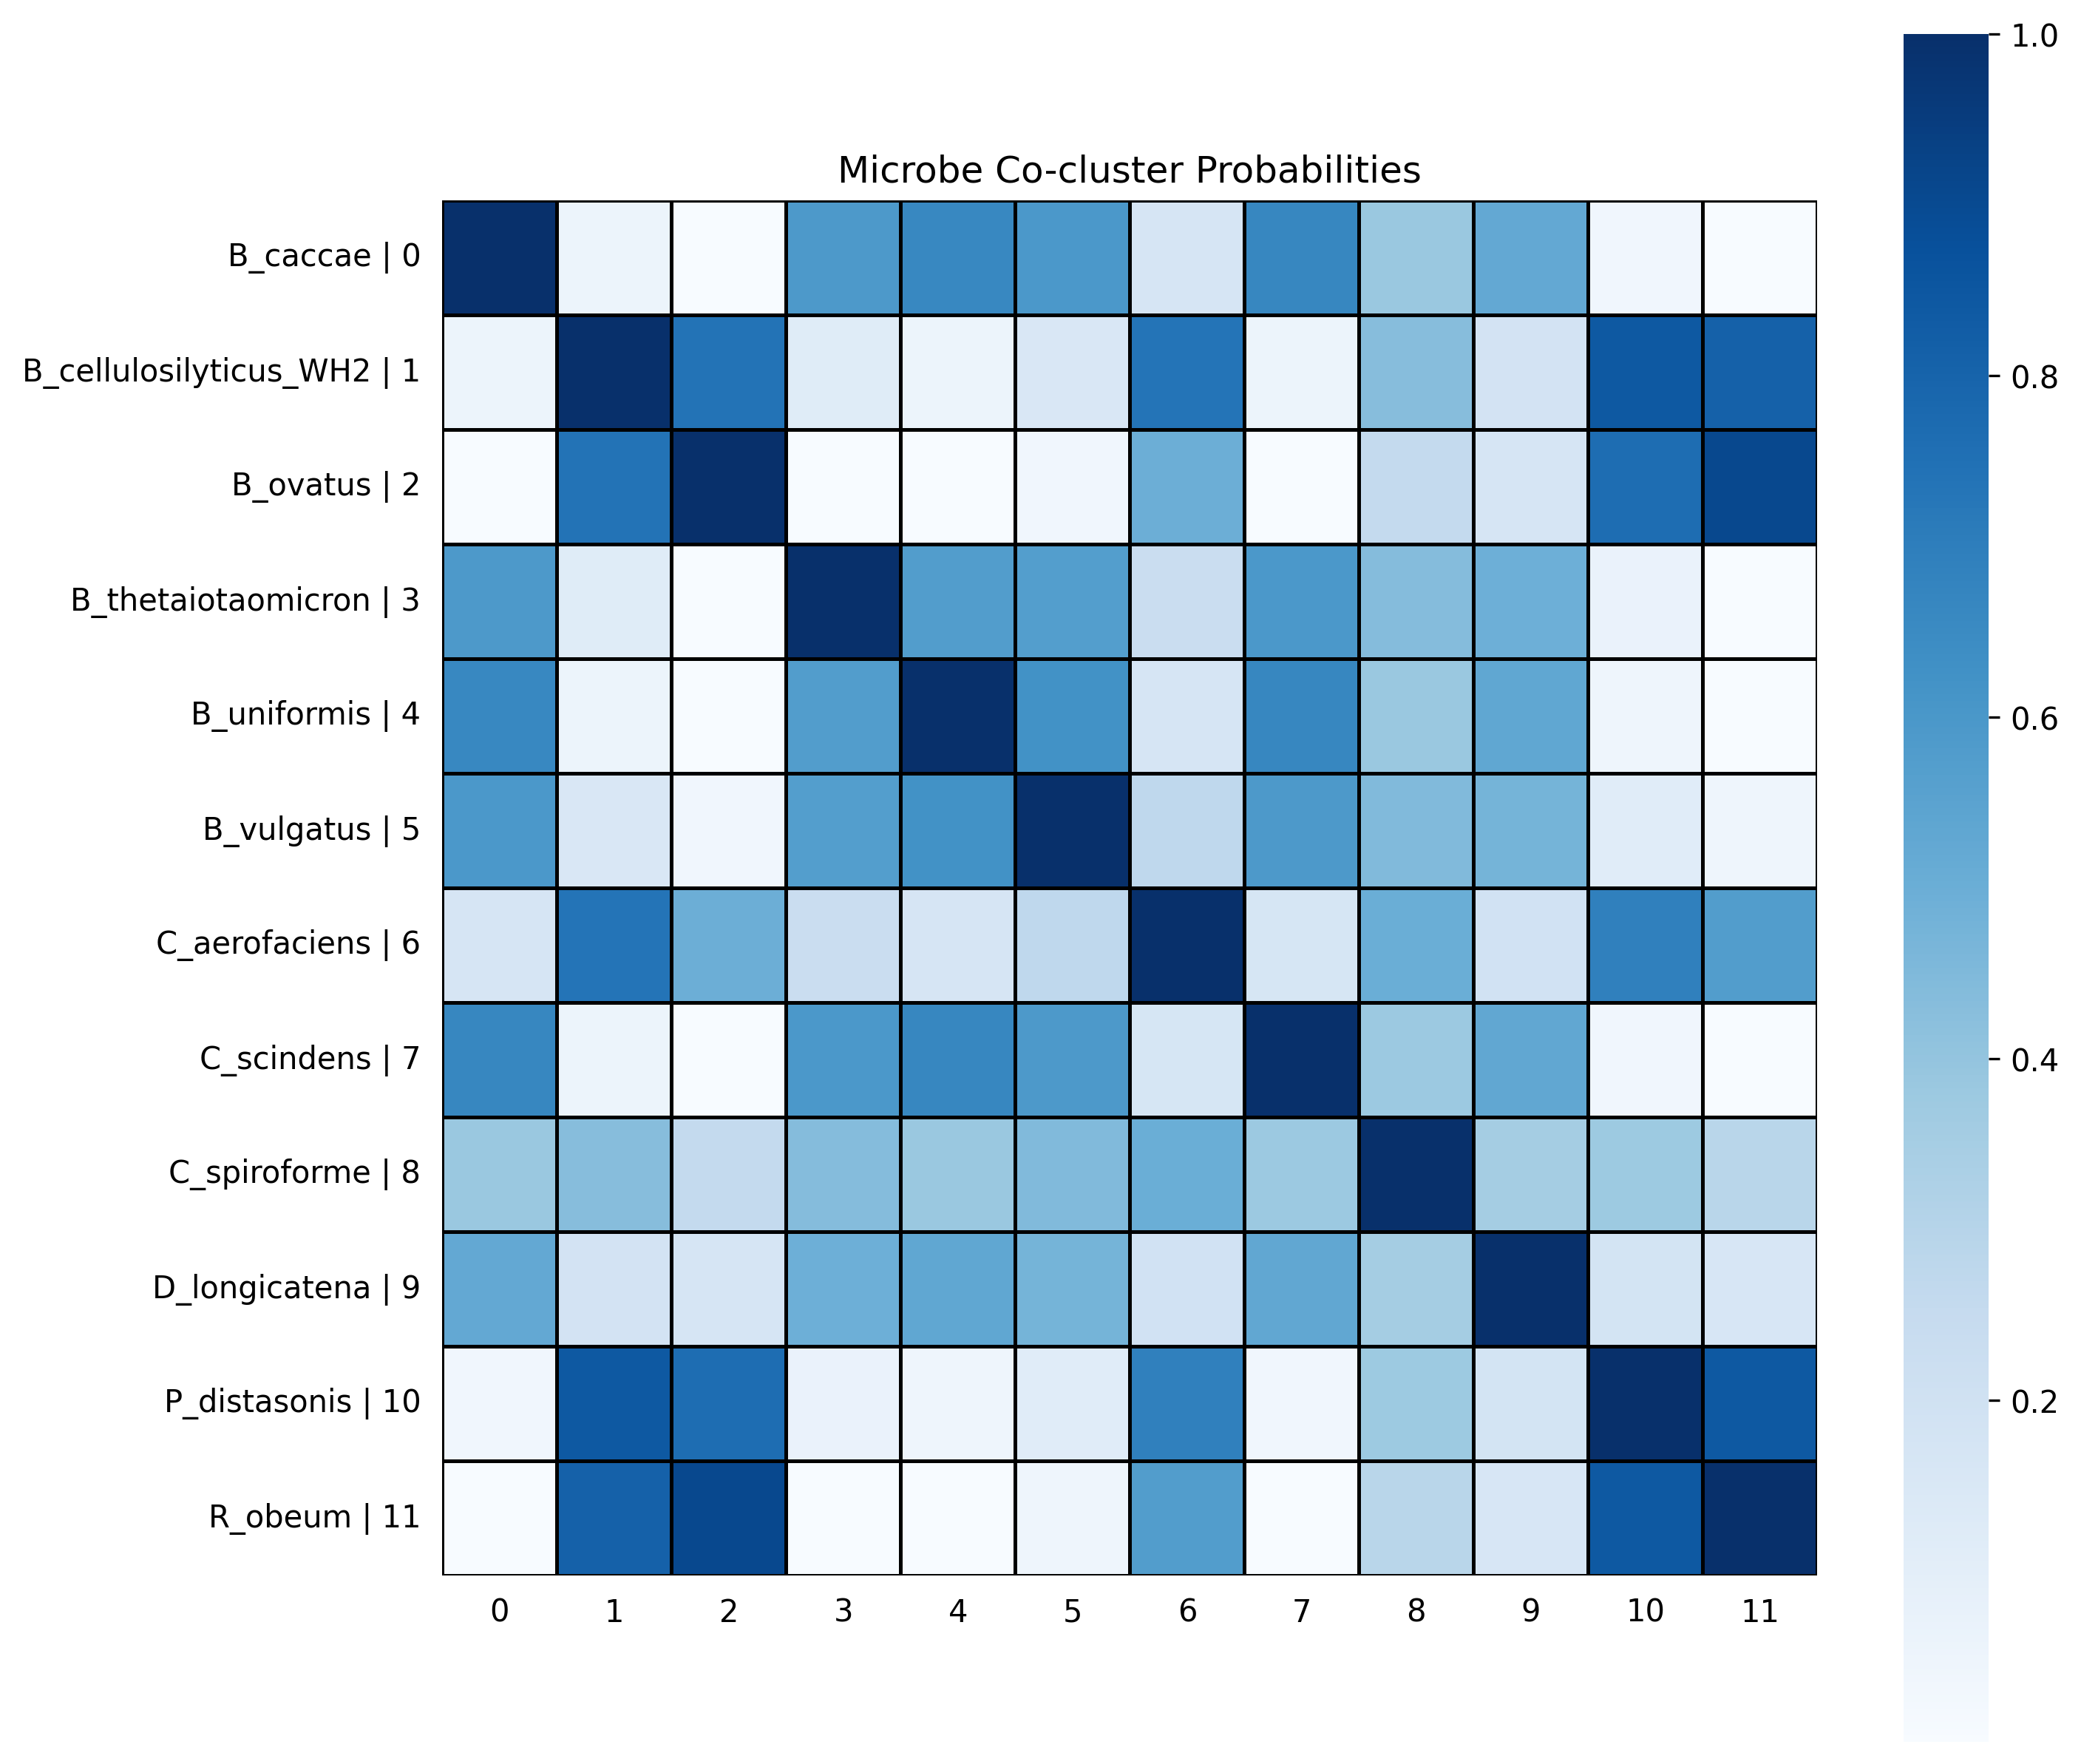 Microbe Co-cluster Probabilities
B_caccae | 0
B_cellulosilyticus_WH2 | 1
B_ovatus | 2
B_thetaiotaomicron | 3
B_uniformis | 4
B_vulgatus | 5
C_aerofaciens | 6
C_scindens | 7
C_spiroforme | 8
D_longicatena | 9
P_distasonis | 10
R_obeum | 11
0 1 2 3 4 5 6 7 8 9 10 11
1.0
0.8
0.6
0.4
0.2